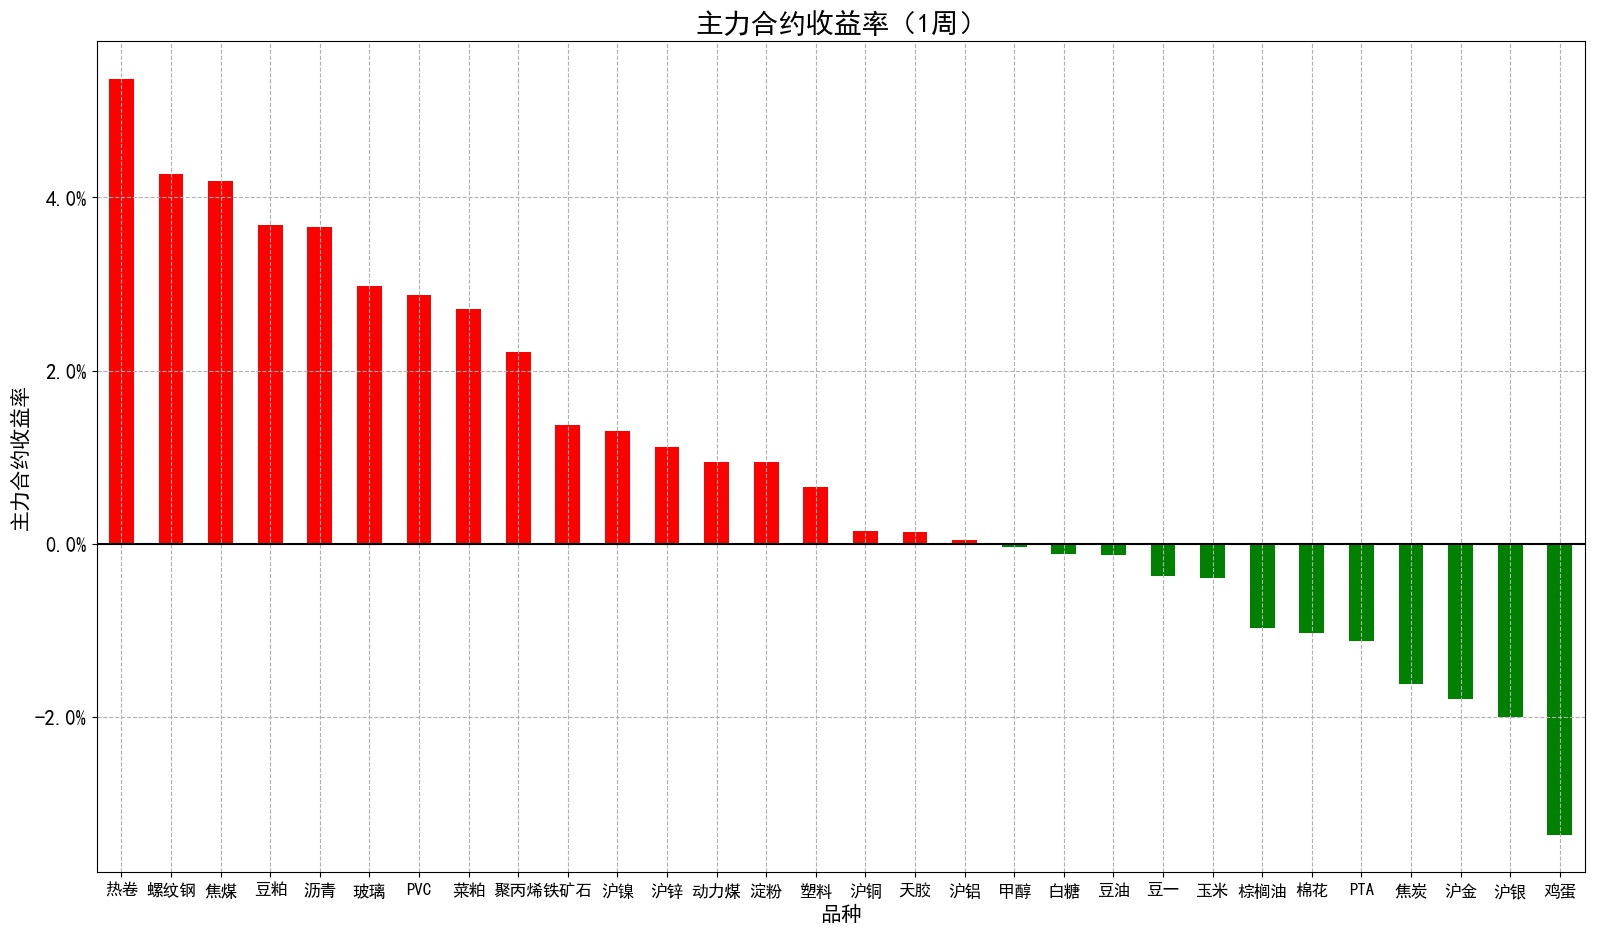 主力合约收益率（1周）
主力合约收益率
4.0%
2.0%
0.0%
-2.0%
热卷 螺纹钢 焦煤 豆粕 沥青 玻璃 PVC 菜粕 聚丙烯 铁矿石 沪镍 沪锌 动力煤 淀粉 塑料 沪铜 天胶 沪铝 甲醇 白糖 豆油 豆一 玉米 棕榈油 棉花 PTA 焦炭 沪金 沪银 鸡蛋
品种